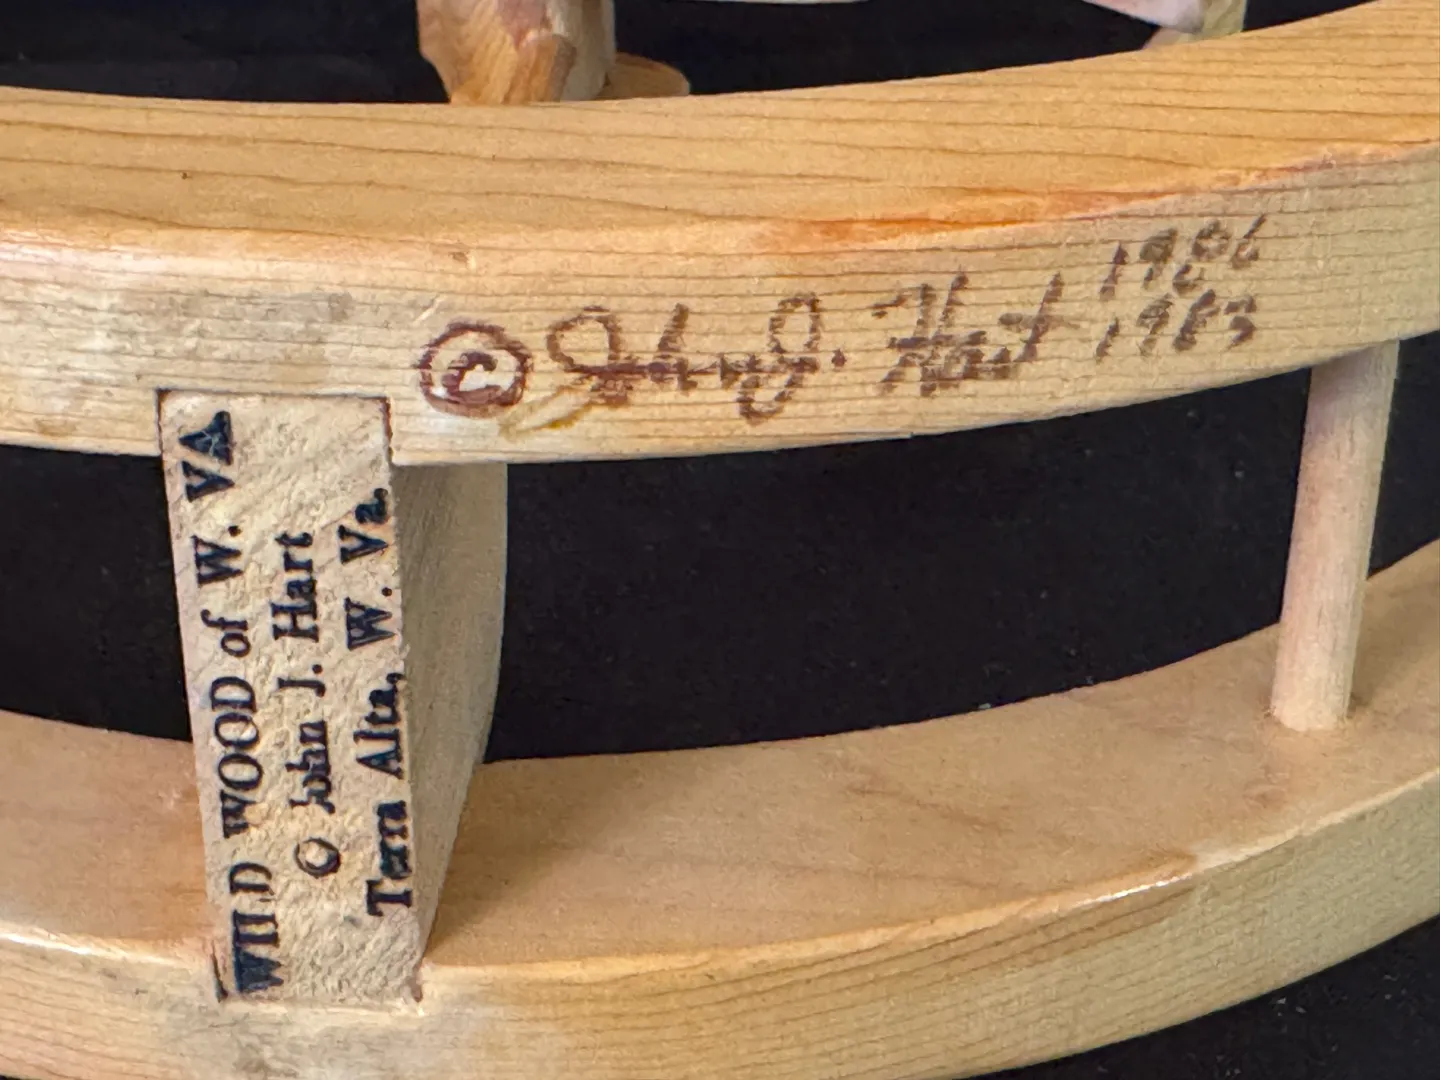 WILD WOOD of W. VA
© John J. Hart
Terra Alta, W. Va.
© John J. Hart 1986
1983